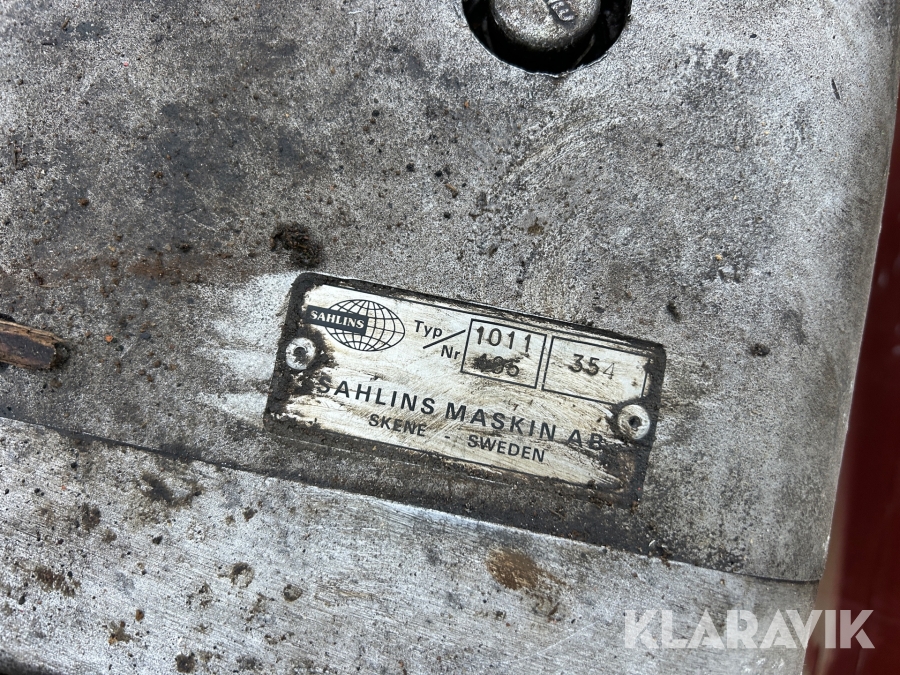 SAHLINS
Typ/Nr 1011 354
SAHLINS MASKIN AB
SKENE - SWEDEN
KLARAVIK